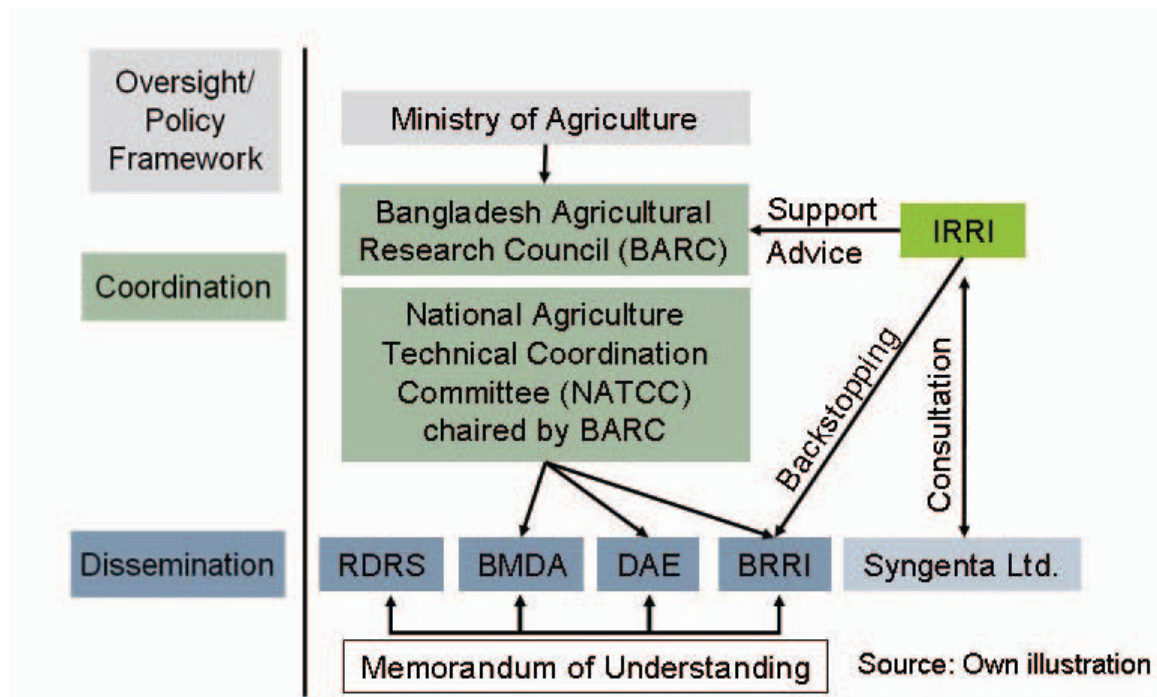 Oversight/
Policy
Framework
Ministry of Agriculture
Bangladesh Agricultural
Research Council (BARC)
Support
Advice
IRRI
Coordination
National Agriculture
Technical Coordination
Committee (NATCC)
chaired by BARC
Backstopping
Consultation
Dissemination
RDRS
BMDA
DAE
BRRI
Syngenta Ltd.
Memorandum of Understanding
Source: Own illustration